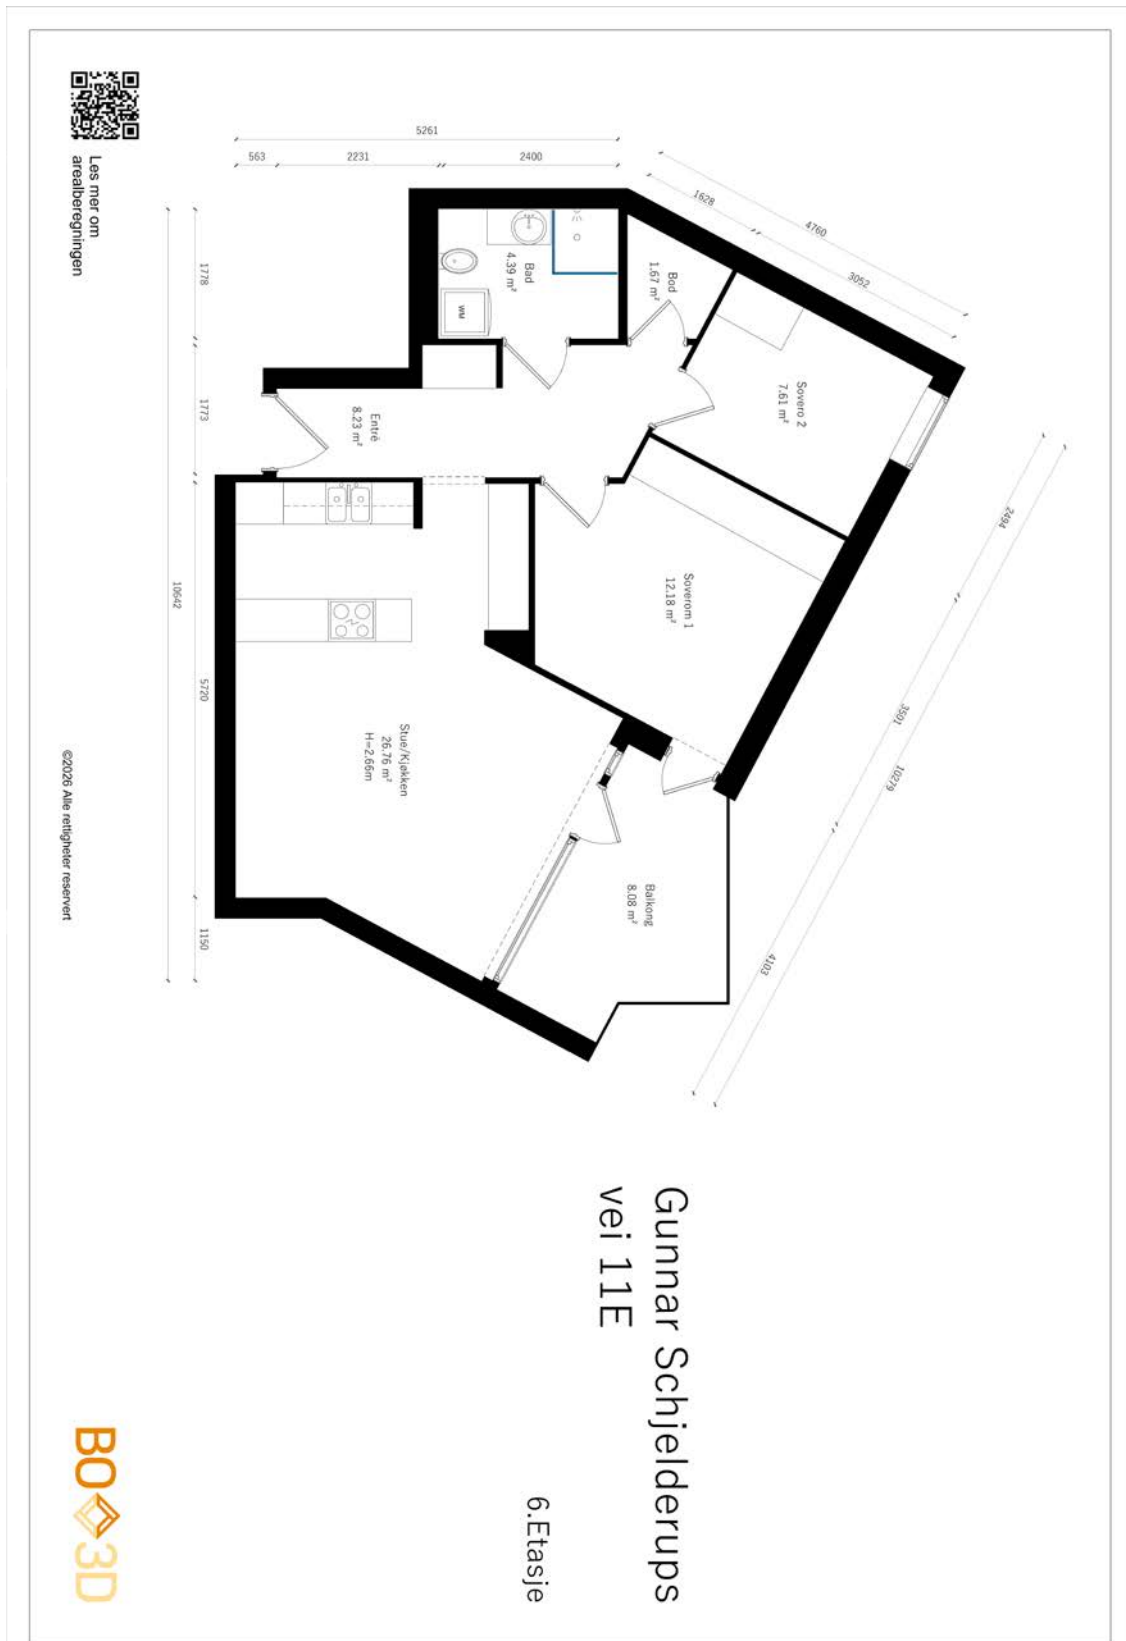 Gunnar Schjelderups
vei 11E
6.Etasje
5261
563
2231
2400
1628
3052
4760
1778
1773
5720
1150
10642
2494
3501
4103
10279
Bad
4.39 m²
WM
Bod
1.67 m²
Sovero 2
7.61 m²
Entrè
8.23 m²
Soverom 1
12.18 m²
Stue/Kjøkken
26.76 m²
H=2.66m
Balkong
8.08 m²
Les mer om
arealberegningen
©2026 Alle rettigheter reservert
BO 3D